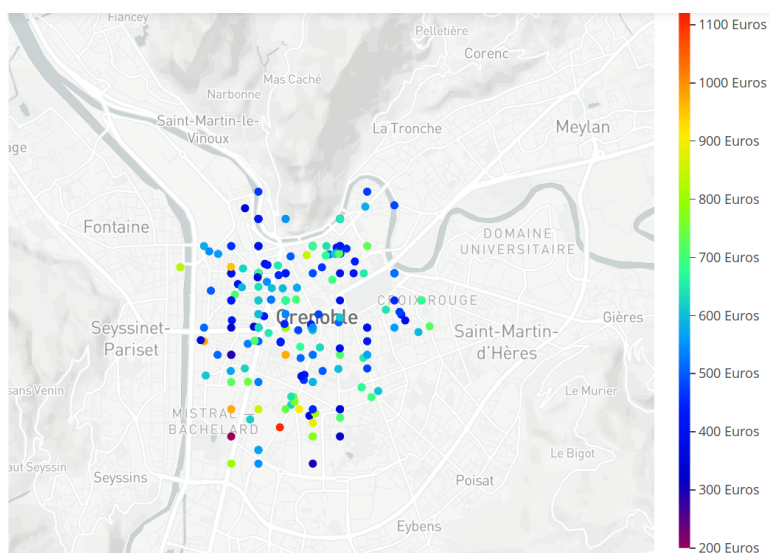 Fiancey
Pelletière
Corenc
Mas Caché
Narbonne
Saint-Martin-le-
Vinoux
La Tronche
Meylan
age
Fontaine
DOMAINE
UNIVERSITAIRE
CROIX ROUGE
Grenoble
Gières
Seyssinet-
Pariset
Saint-Martin-
d'Hères
sans Venin
Le Murier
MISTRAL —
BACHELARD
Le Bigot
aut Seyssin
Seyssins
Poisat
Eybens
1100 Euros
1000 Euros
900 Euros
800 Euros
700 Euros
600 Euros
500 Euros
400 Euros
300 Euros
200 Euros